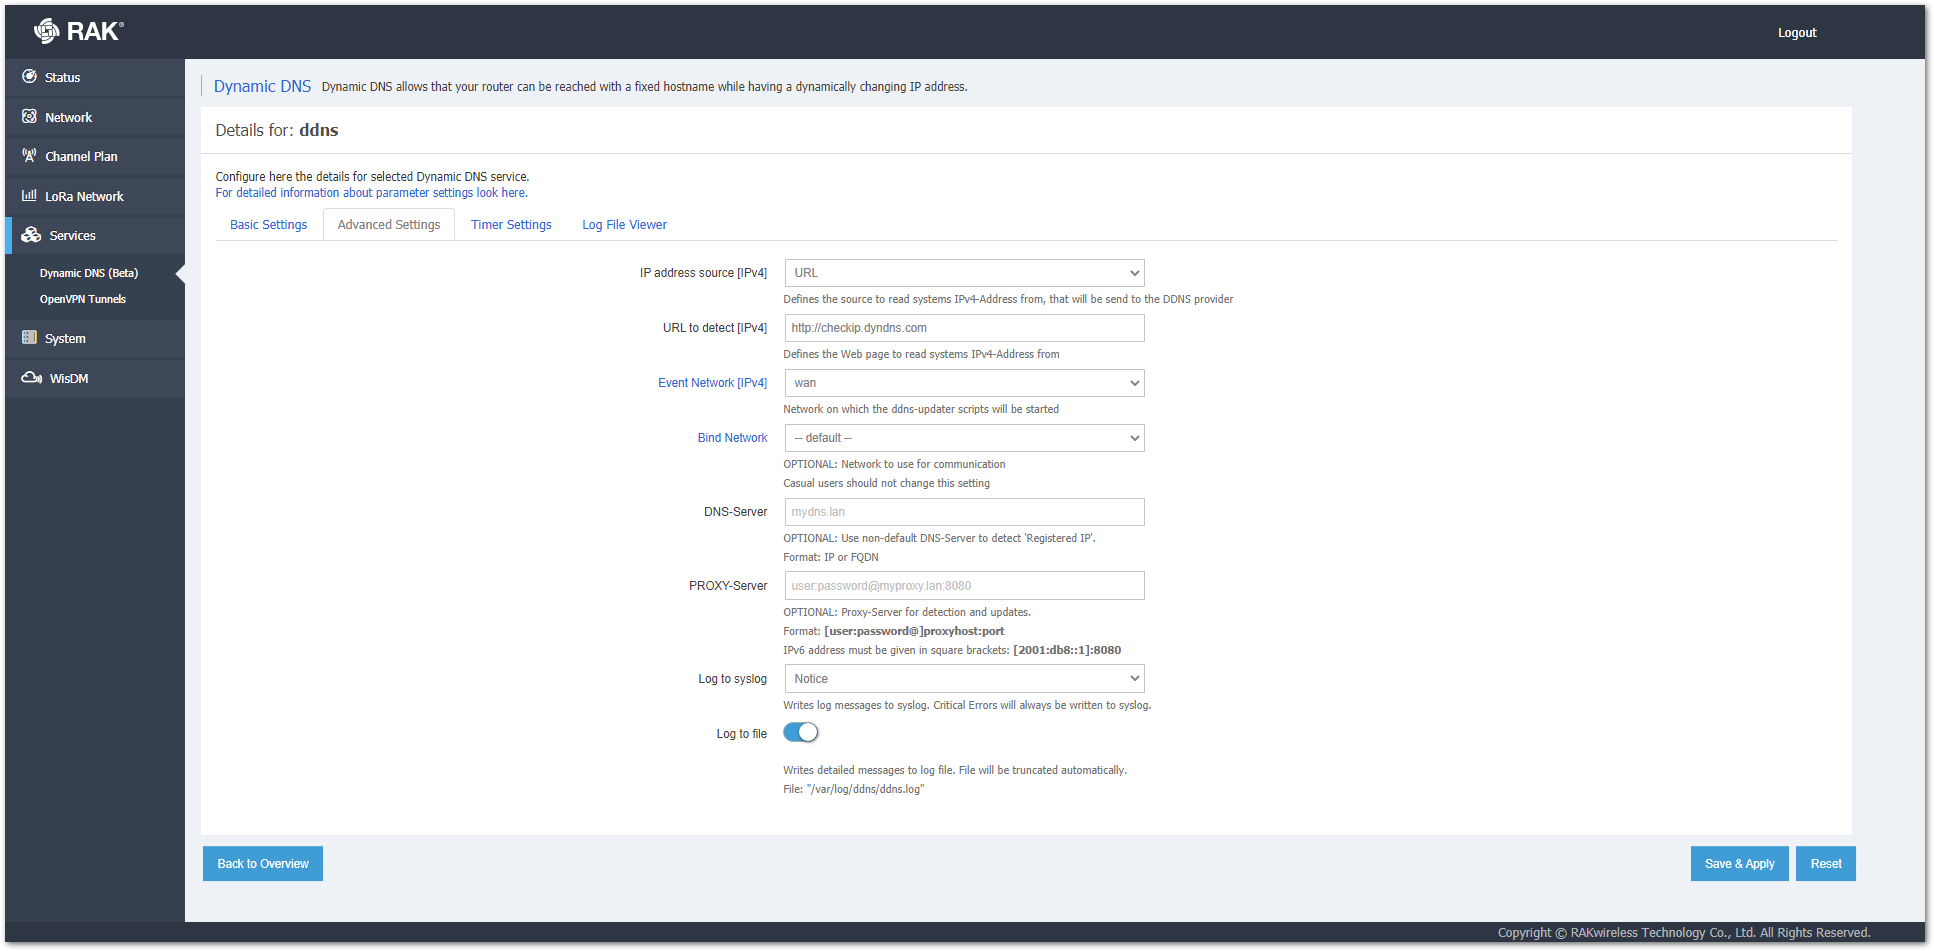 RAK®
Logout
Status
Network
Channel Plan
LoRa Network
Services
Dynamic DNS (Beta)
OpenVPN Tunnels
System
WisDM
Dynamic DNS Dynamic DNS allows that your router can be reached with a fixed hostname while having a dynamically changing IP address.
Details for: ddns
Configure here the details for selected Dynamic DNS service.
For detailed information about parameter settings look here.
Basic Settings Advanced Settings Timer Settings Log File Viewer
IP address source [IPv4] URL
Defines the source to read systems IPv4-Address from, that will be send to the DDNS provider
URL to detect [IPv4] http://checkip.dyndns.com
Defines the Web page to read systems IPv4-Address from
Event Network [IPv4] wan
Network on which the ddns-updater scripts will be started
Bind Network -- default --
OPTIONAL: Network to use for communication
Casual users should not change this setting
DNS-Server mydns.lan
OPTIONAL: Use non-default DNS-Server to detect 'Registered IP'.
Format: IP or FQDN
PROXY-Server user:password@myproxy.lan:8080
OPTIONAL: Proxy-Server for detection and updates.
Format: [user:password@]proxyhost:port
IPv6 address must be given in square brackets: [2001:db8::1]:8080
Log to syslog Notice
Writes log messages to syslog. Critical Errors will always be written to syslog.
Log to file
Writes detailed messages to log file. File will be truncated automatically.
File: "/var/log/ddns/ddns.log"
Back to Overview Save & Apply Reset
Copyright © RAKwireless Technology Co., Ltd. All Rights Reserved.